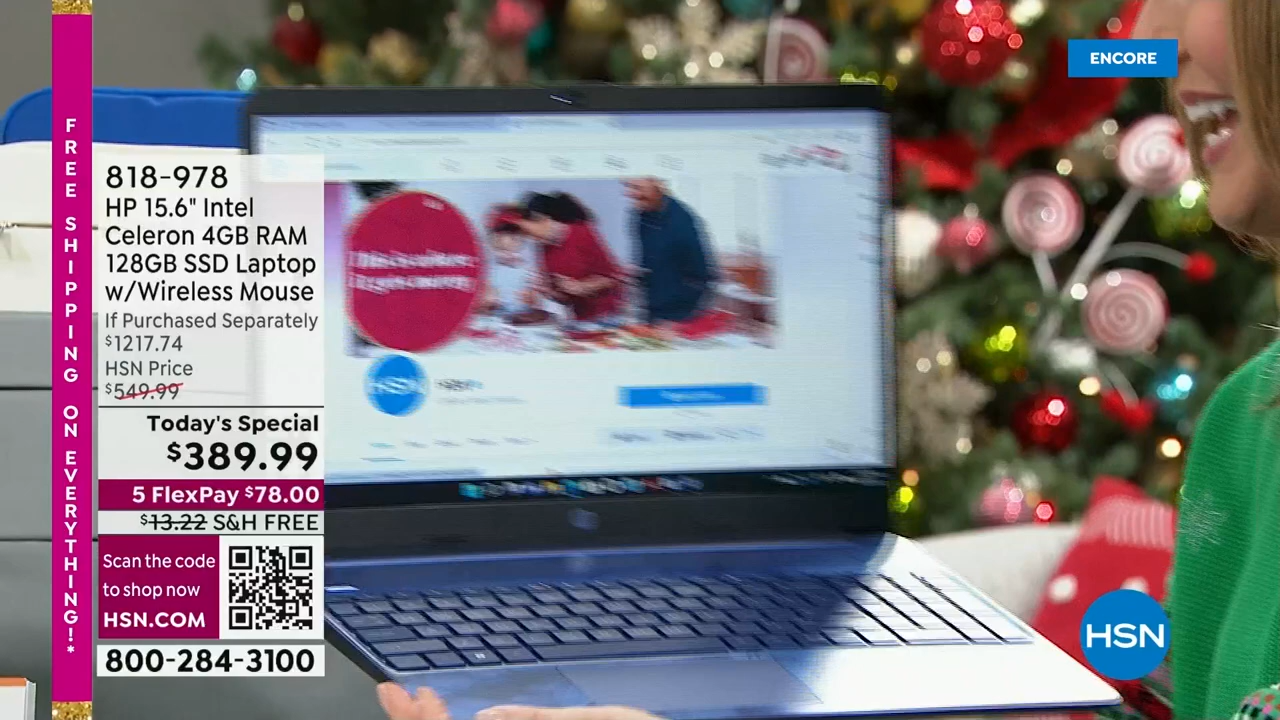 ENCORE
FREE SHIPPING ON EVERYTHING!*
818-978
HP 15.6" Intel
Celeron 4GB RAM
128GB SSD Laptop
w/Wireless Mouse
If Purchased Separately
$1217.74
HSN Price
$549.99
Today's Special
$389.99
5 FlexPay $78.00
$13.22 S&H FREE
Scan the code
to shop now
HSN.COM
800-284-3100
HSN
HSN